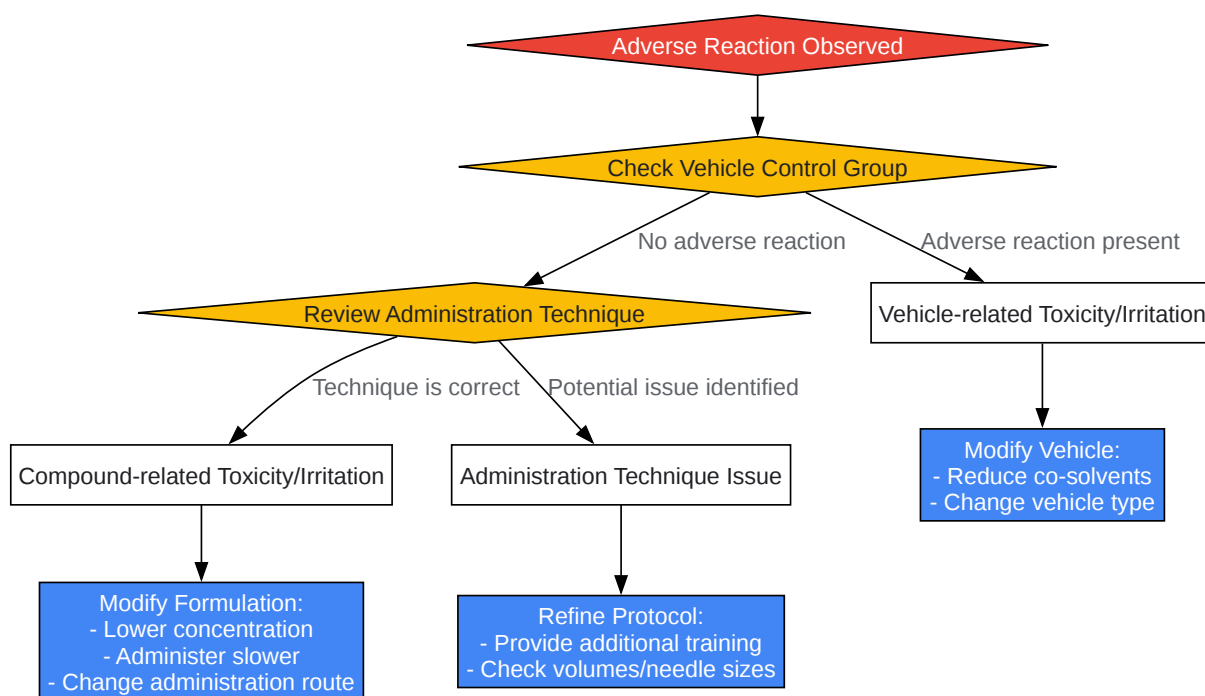 Adverse Reaction Observed
Check Vehicle Control Group
No adverse reaction
Adverse reaction present
Review Administration Technique
Vehicle-related Toxicity/Irritation
Technique is correct
Potential issue identified
Compound-related Toxicity/Irritation
Administration Technique Issue
Modify Vehicle:
- Reduce co-solvents
- Change vehicle type
Modify Formulation:
- Lower concentration
- Administer slower
- Change administration route
Refine Protocol:
- Provide additional training
- Check volumes/needle sizes